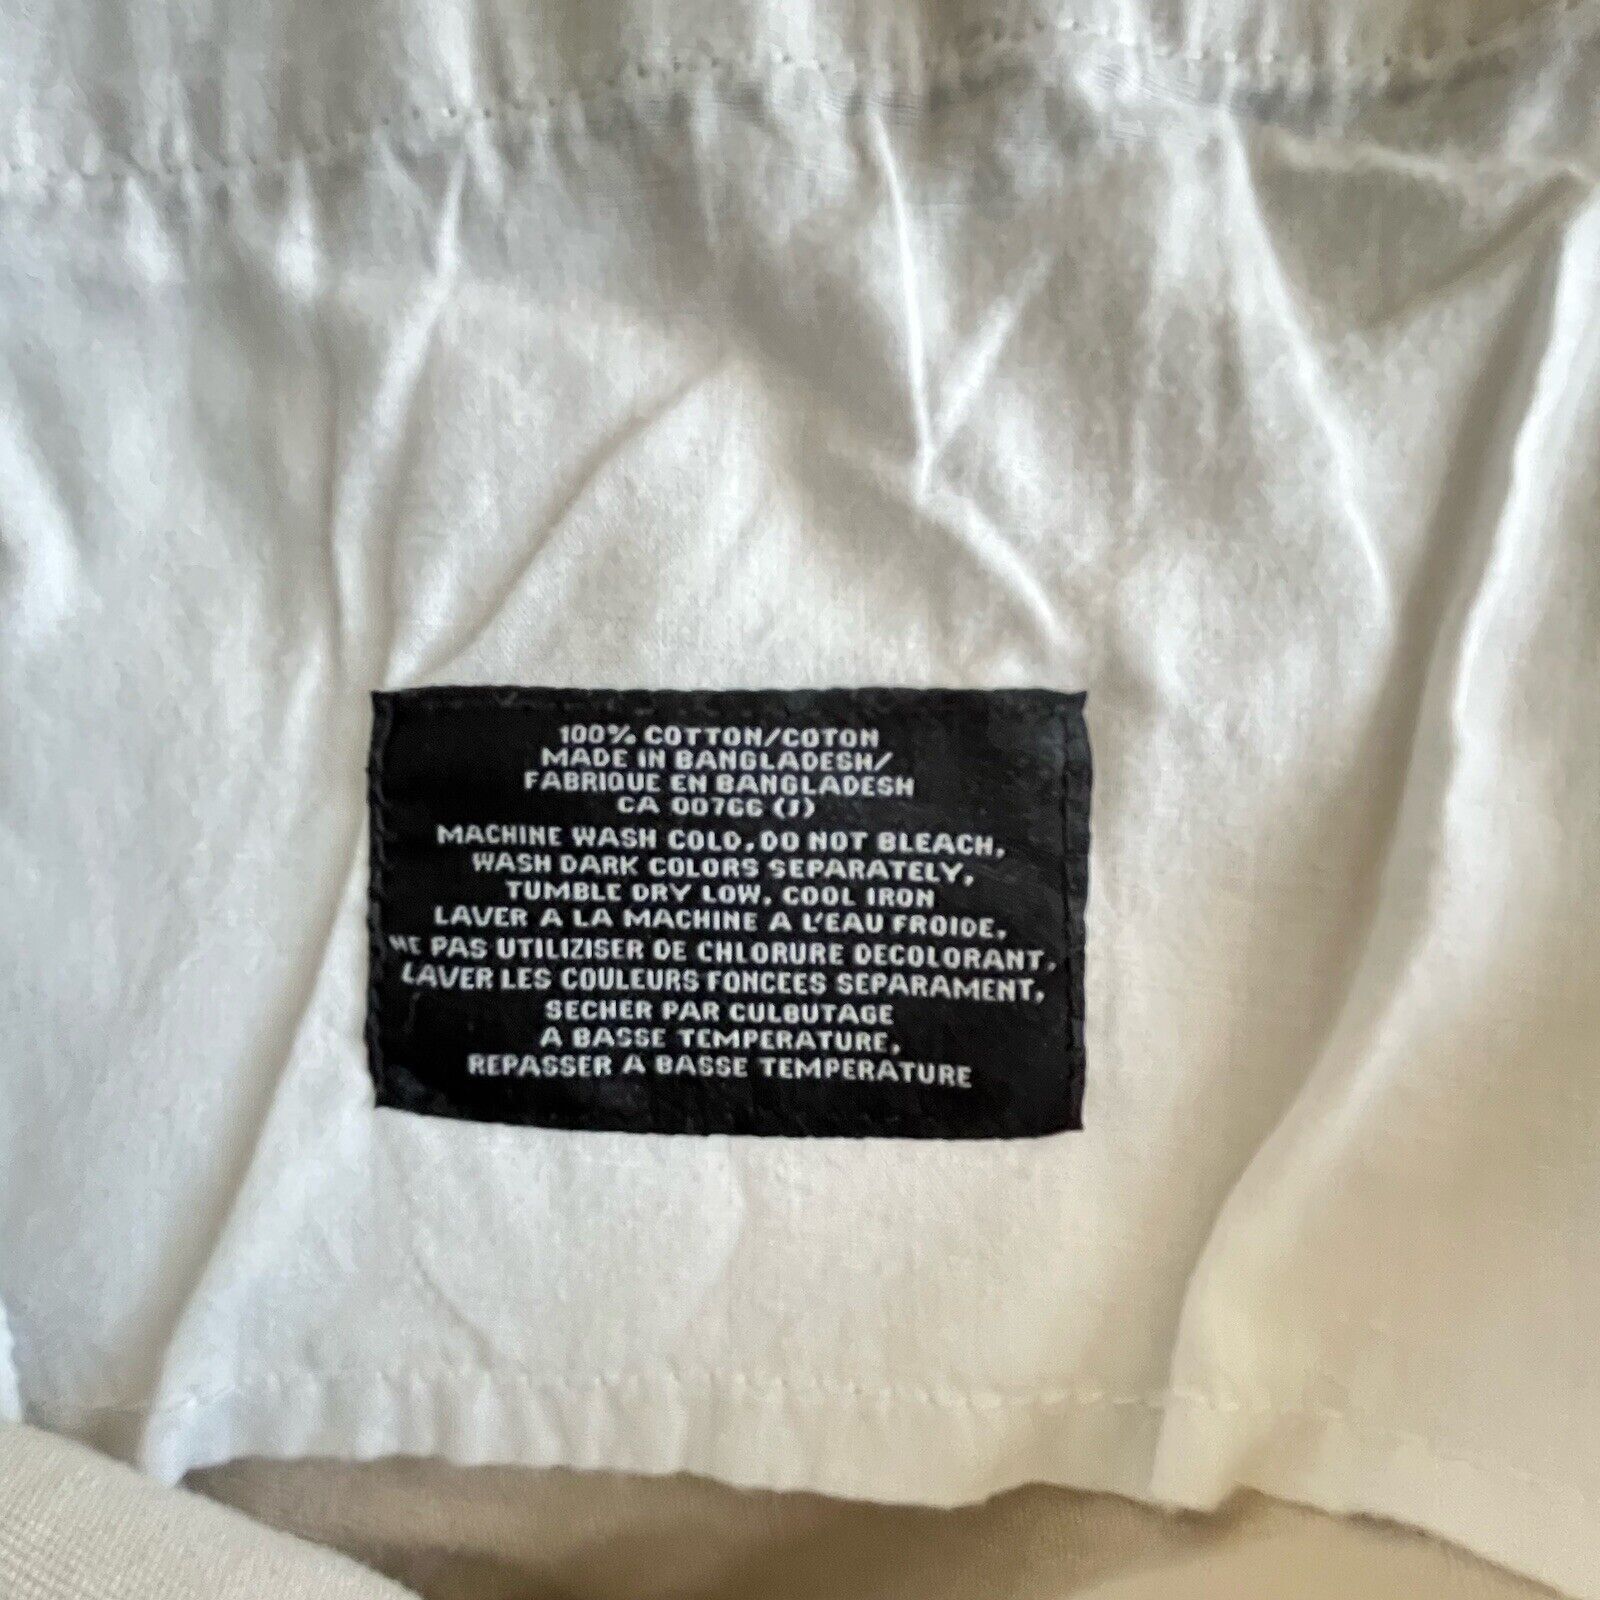 100% COTTON/COTON
MADE IN BANGLADESH/
FABRIQUE EN BANGLADESH
CA 00766 (J)
MACHINE WASH COLD, DO NOT BLEACH,
WASH DARK COLORS SEPARATELY,
TUMBLE DRY LOW, COOL IRON
LAVER A LA MACHINE A L'EAU FROIDE,
NE PAS UTILIZISER DE CHLORURE DECOLORANT,
LAVER LES COULEURS FONCEES SEPARAMENT,
SECHER PAR CULBUTAGE
A BASSE TEMPERATURE,
REPASSER A BASSE TEMPERATURE